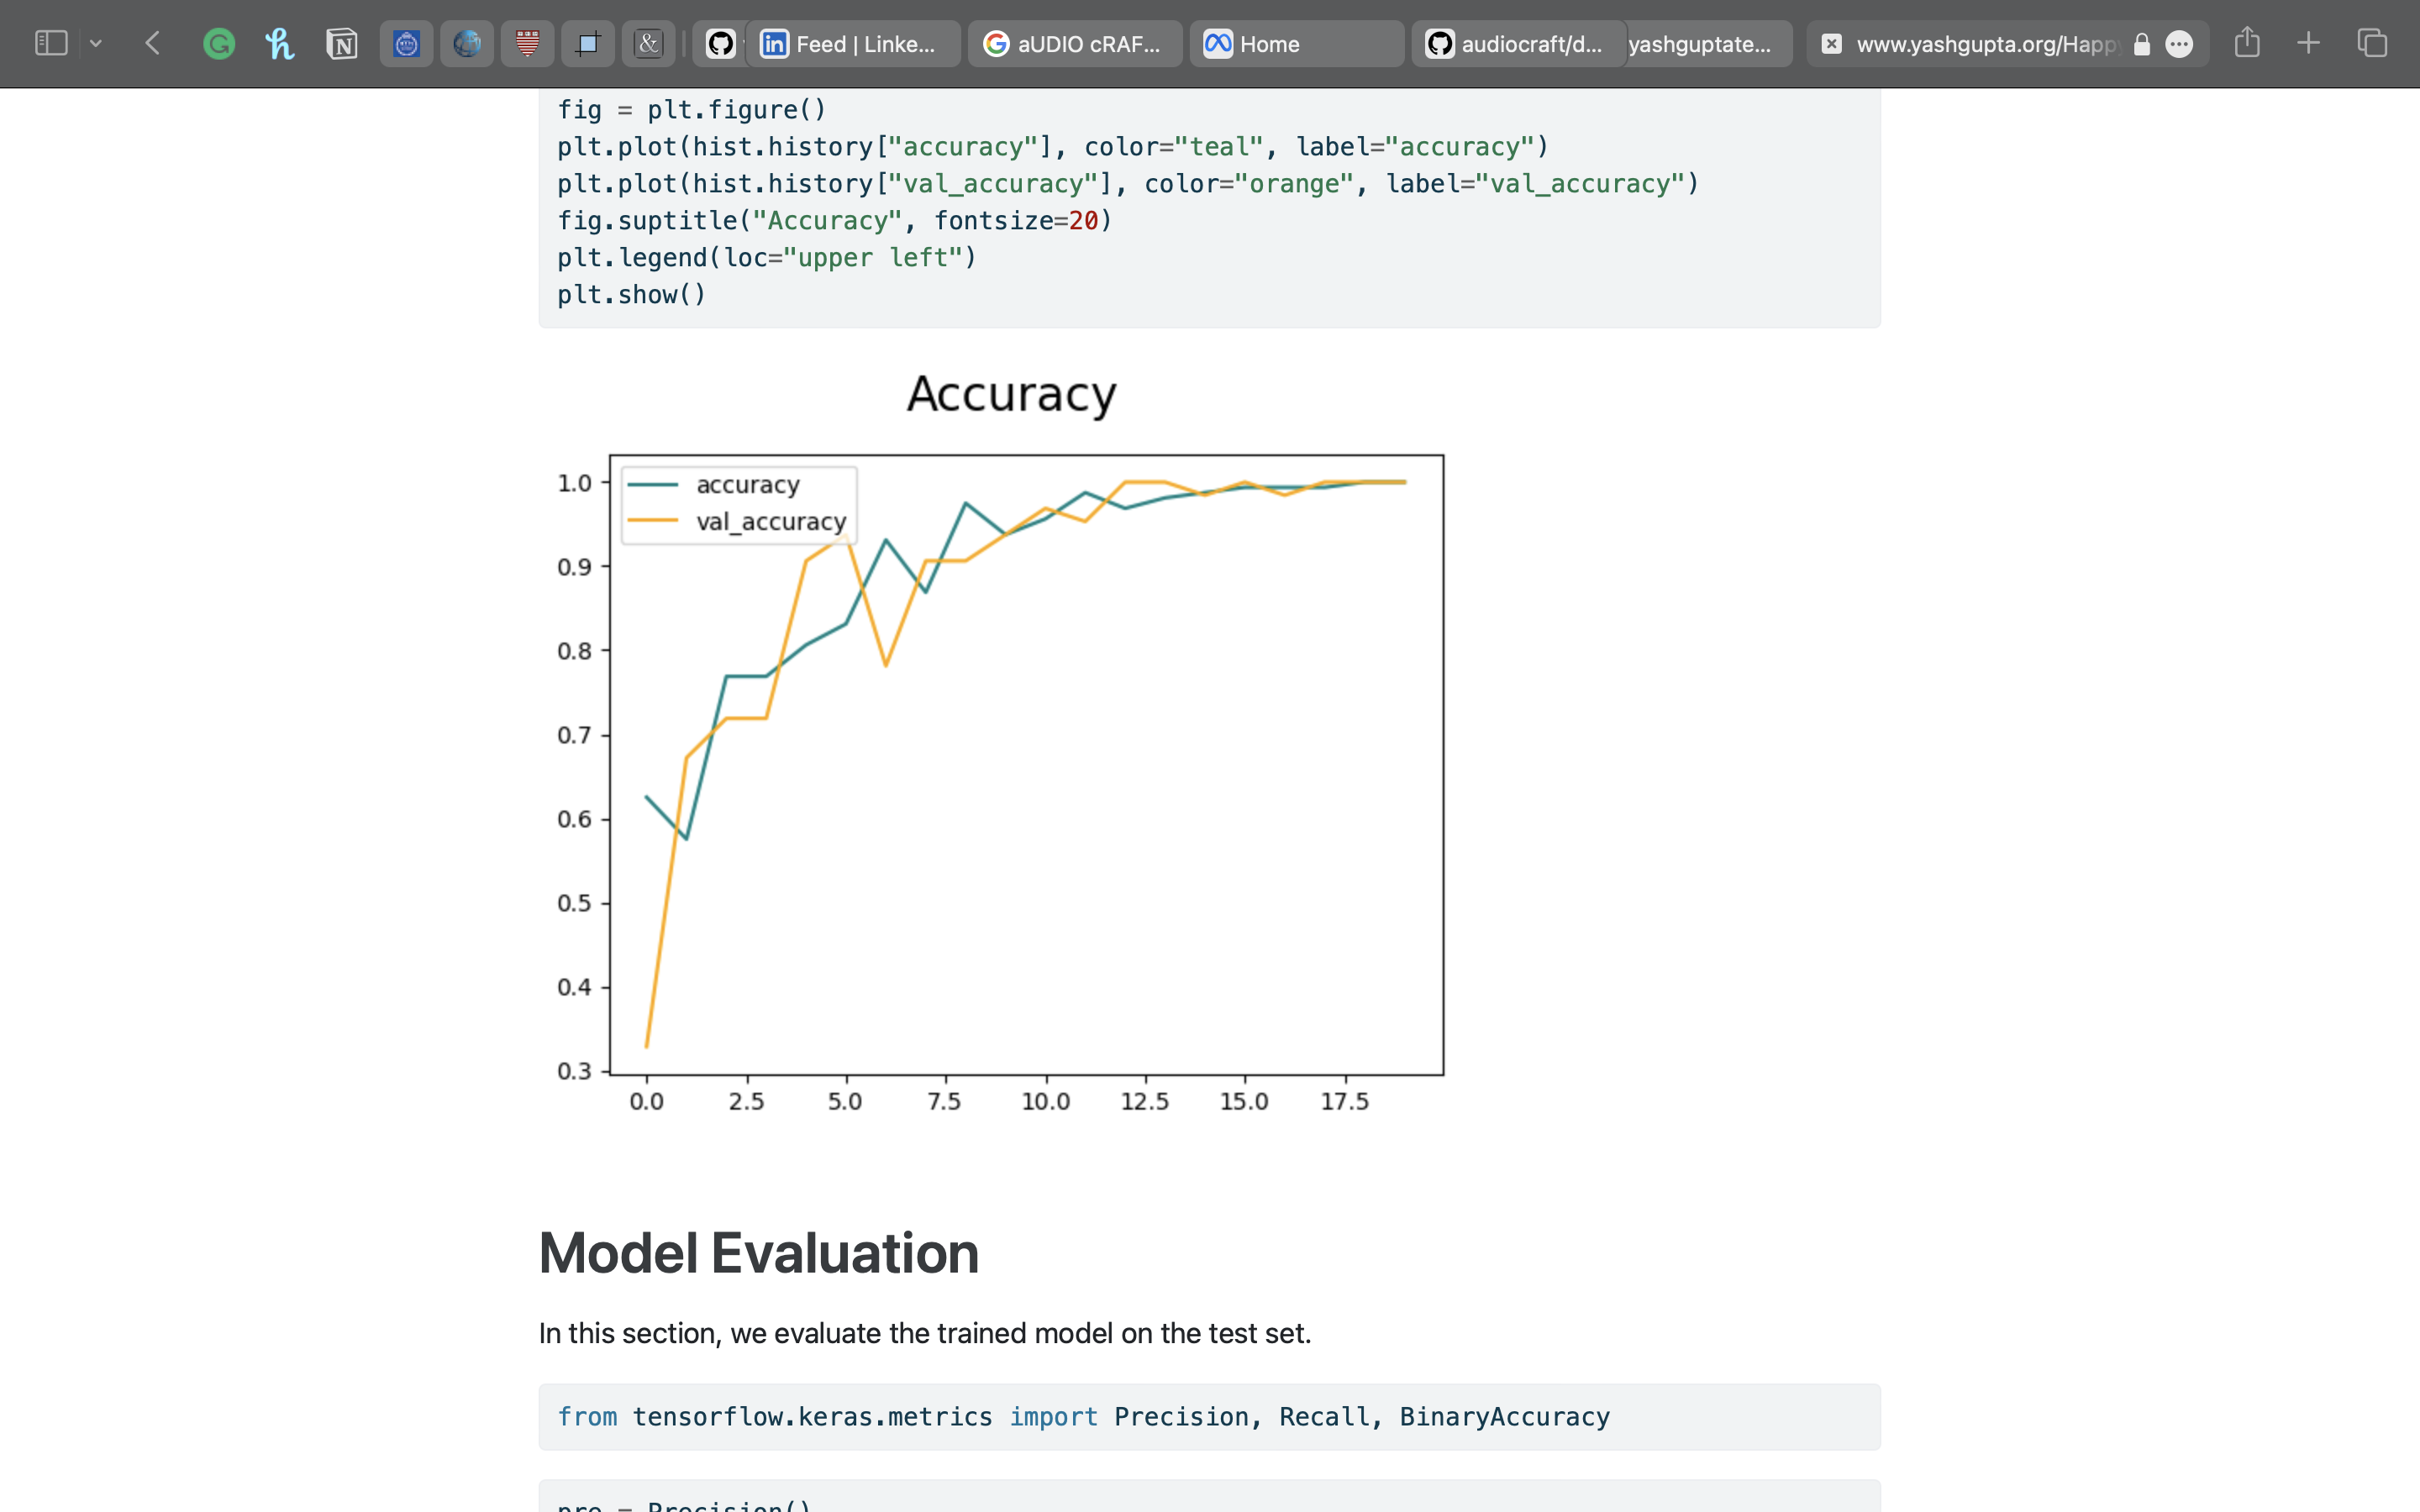 Feed | Linke...
aUDIO cRAF...
Home
audiocraft/d...
yashguptate...
www.yashgupta.org/Happ
fig = plt.figure()
plt.plot(hist.history["accuracy"], color="teal", label="accuracy")
plt.plot(hist.history["val_accuracy"], color="orange", label="val_accuracy")
fig.suptitle("Accuracy", fontsize=20)
plt.legend(loc="upper left")
plt.show()
Accuracy
accuracy
val_accuracy
1.0
0.9
0.8
0.7
0.6
0.5
0.4
0.3
0.0 2.5 5.0 7.5 10.0 12.5 15.0 17.5
Model Evaluation
In this section, we evaluate the trained model on the test set.
from tensorflow.keras.metrics import Precision, Recall, BinaryAccuracy
pre = Precision()